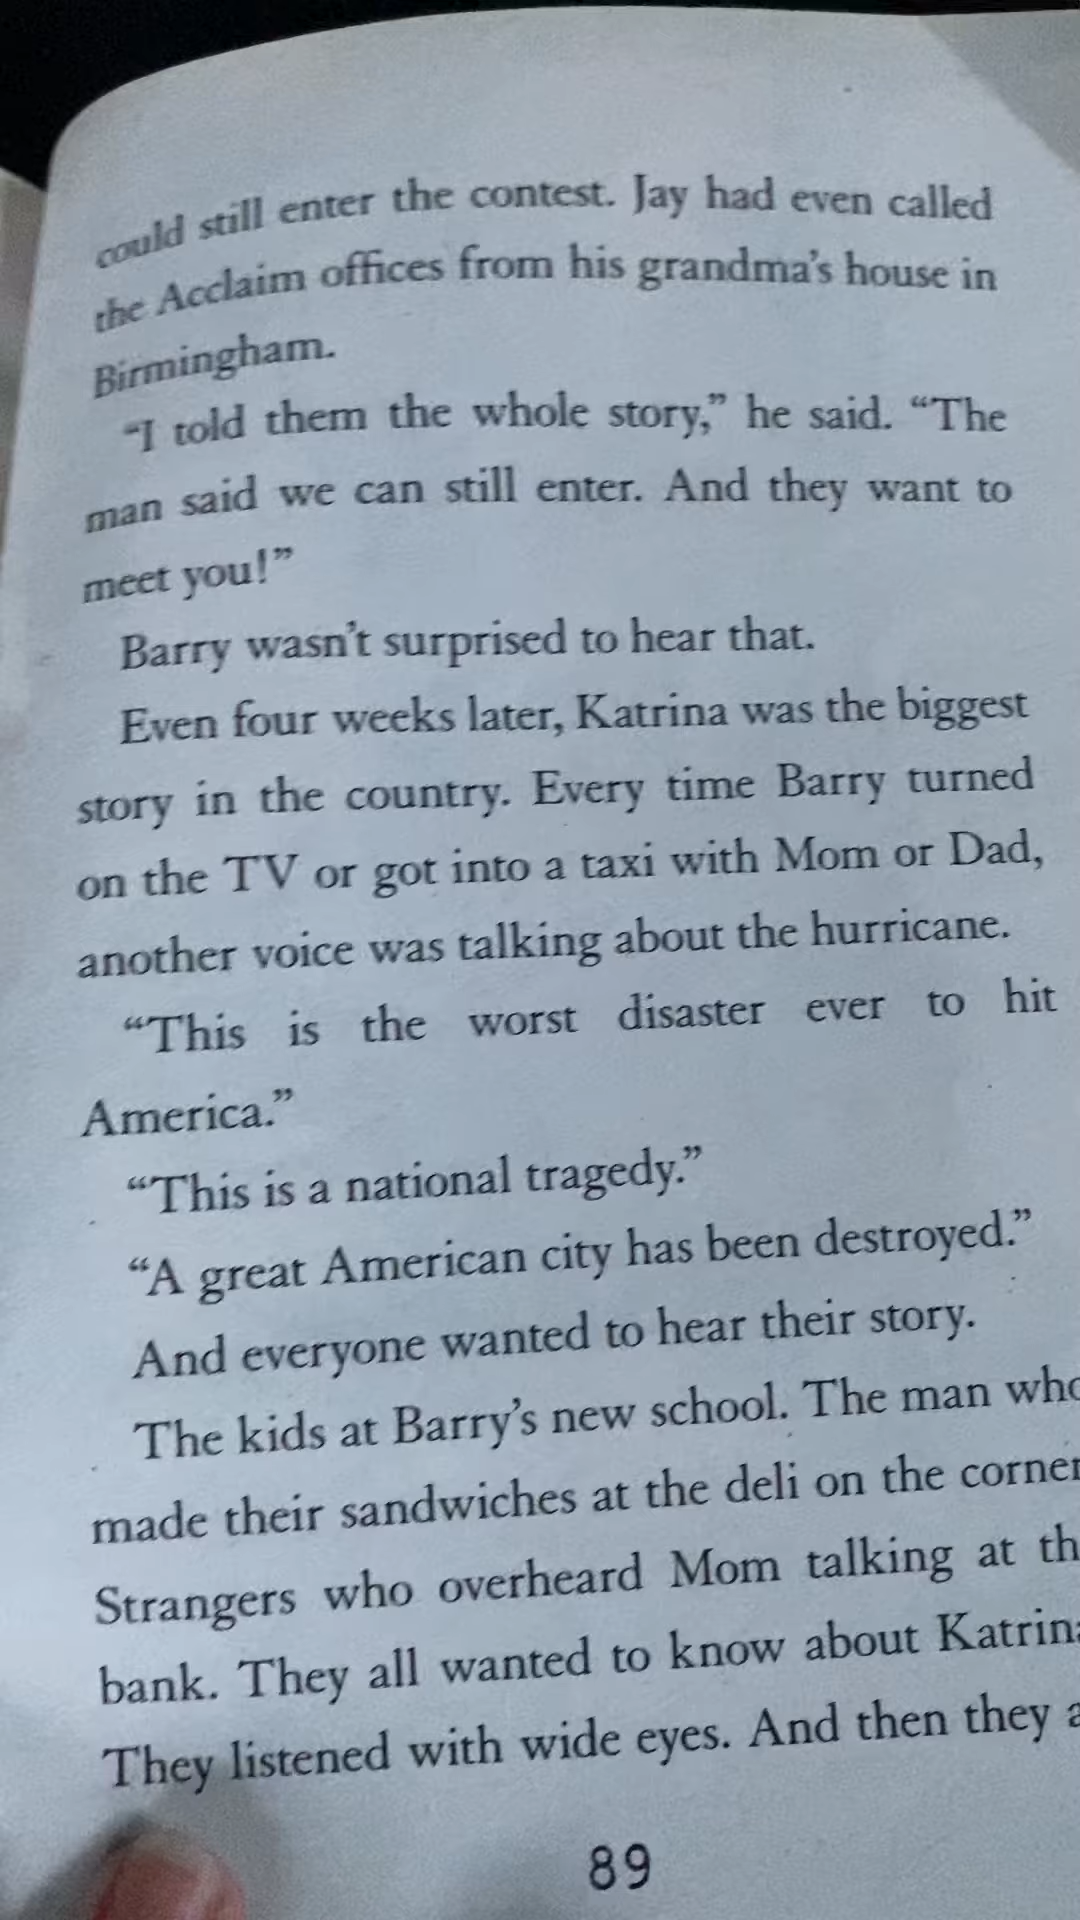 could still enter the contest. Jay had even called
the Acclaim offices from his grandma's house in
Birmingham.
“I told them the whole story,” he said. “The
man said we can still enter. And they want to
meet you!”
Barry wasn't surprised to hear that.
Even four weeks later, Katrina was the biggest
story in the country. Every time Barry turned
on the TV or got into a taxi with Mom or Dad,
another voice was talking about the hurricane.
“This is the worst disaster ever to hit
America.”
“This is a national tragedy.”
“A great American city has been destroyed.”
And everyone wanted to hear their story.
The kids at Barry's new school. The man who
made their sandwiches at the deli on the corner
Strangers who overheard Mom talking at th
bank. They all wanted to know about Katrina
They listened with wide eyes. And then they a
89